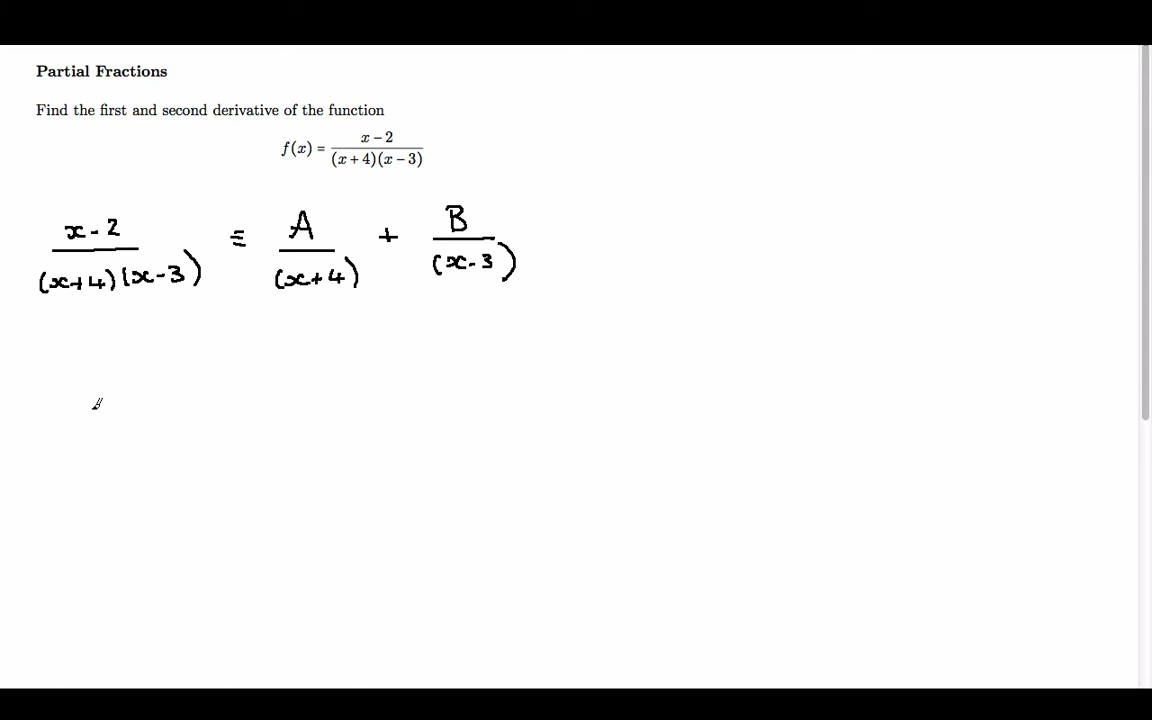 Partial Fractions
Find the first and second derivative of the function
f(x) = x − 2 / (x + 4)(x − 3)
x - 2 / (x+4)(x-3) ≡ A / (x+4) + B / (x-3)